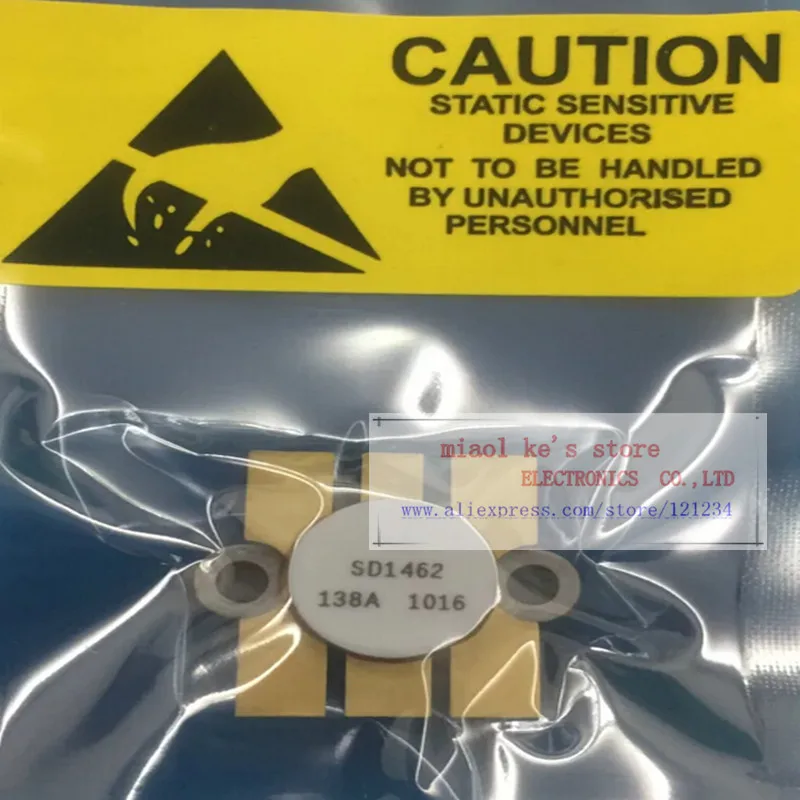 CAUTION
STATIC SENSITIVE
DEVICES
NOT TO BE HANDLED
BY UNAUTHORISED
PERSONNEL
miaol ke's store
ELECTRONICS CO.,LTD
www.aliexpress.com/store/121234
SD1462
138A 1016